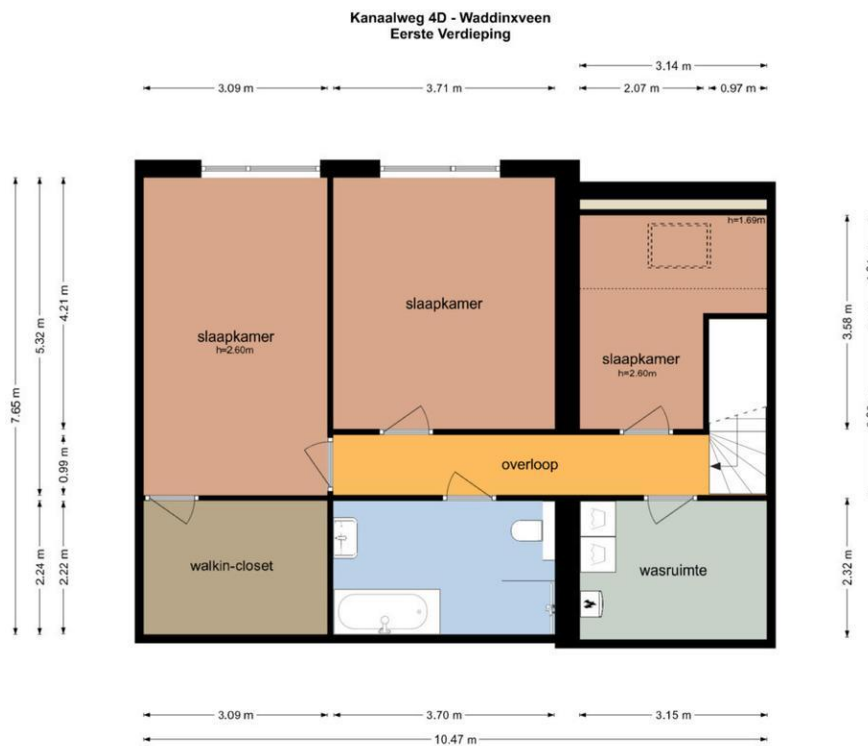 Kanaalweg 4D - Waddinxveen
Eerste Verdieping
3.14 m
3.09 m
3.71 m
2.07 m
0.97 m
h=1.69m
slaapkamer
h=2.60m
slaapkamer
slaapkamer
h=2.60m
7.65 m
5.32 m
4.21 m
3.58 m
0.99 m
overloop
2.24 m
2.22 m
walkin-closet
wasruimte
2.32 m
3.09 m
3.70 m
3.15 m
10.47 m